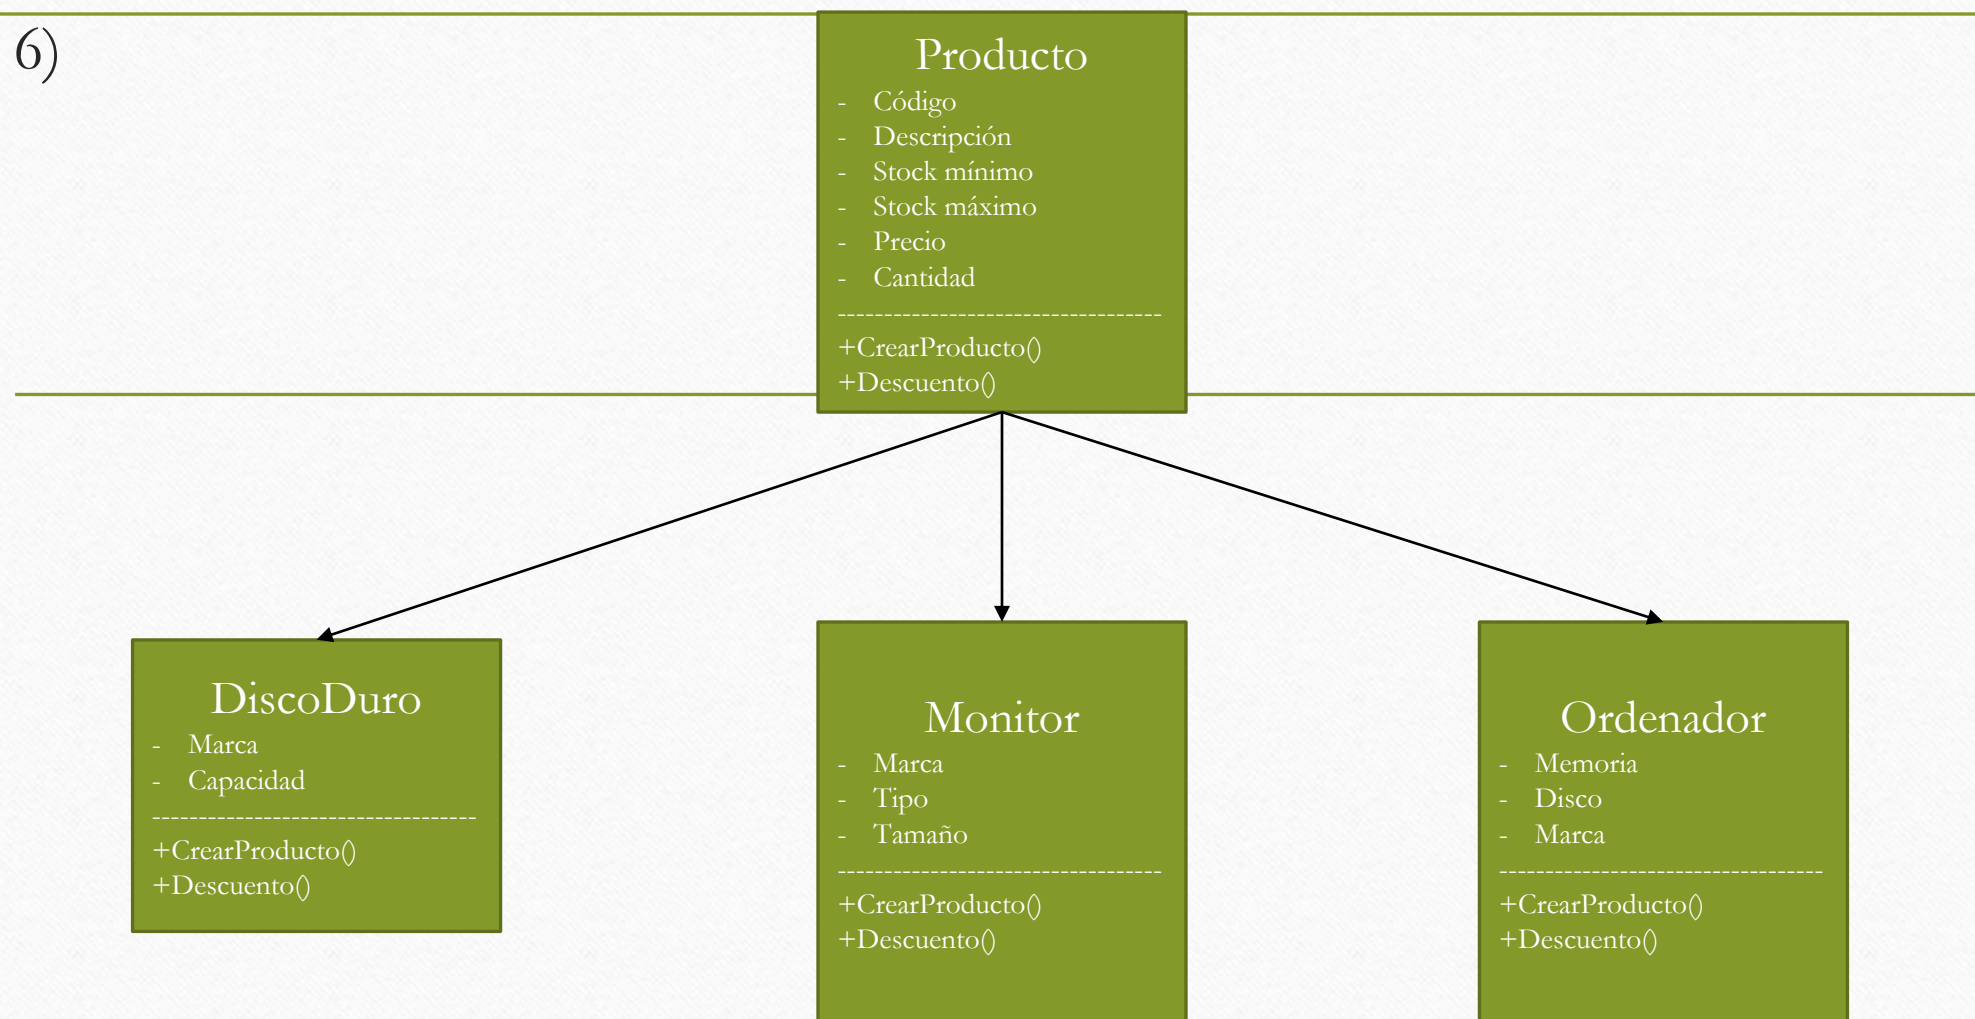 6)
Producto
- Código
- Descripción
- Stock mínimo
- Stock máximo
- Precio
- Cantidad
-----------------------------------
+CrearProducto()
+Descuento()
DiscoDuro
- Marca
- Capacidad
-----------------------------------
+CrearProducto()
+Descuento()
Monitor
- Marca
- Tipo
- Tamaño
-----------------------------------
+CrearProducto()
+Descuento()
Ordenador
- Memoria
- Disco
- Marca
-----------------------------------
+CrearProducto()
+Descuento()